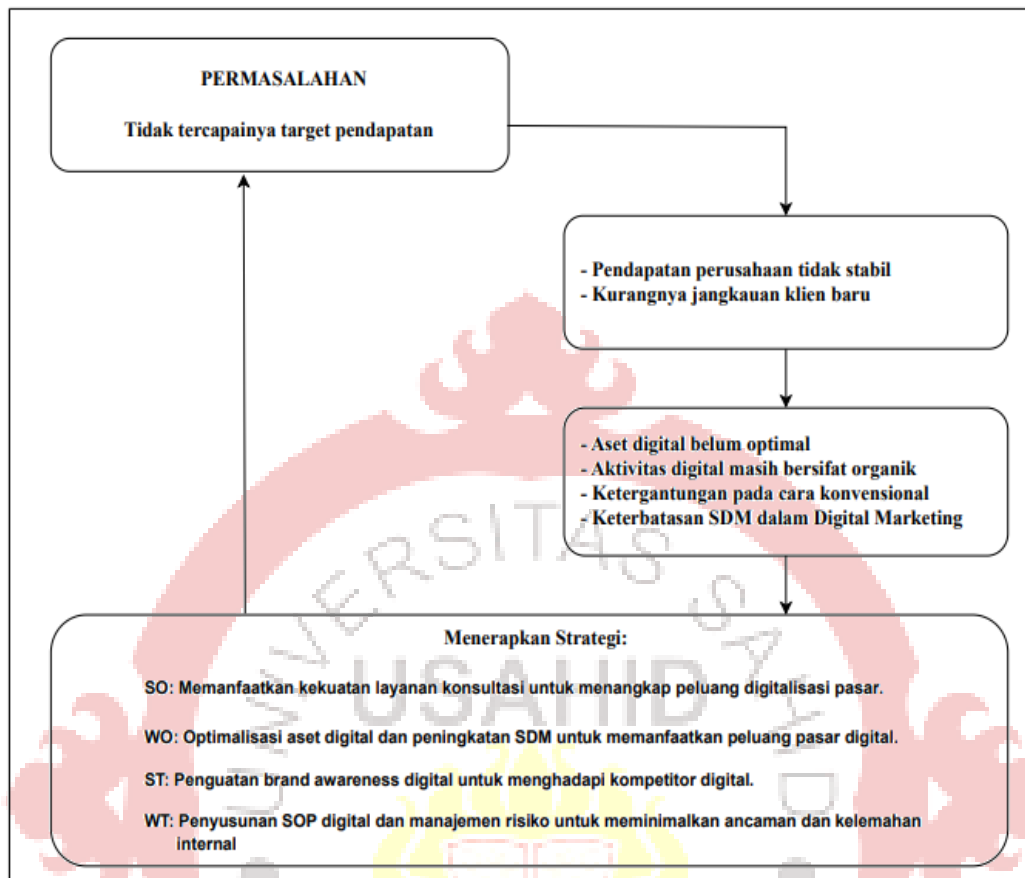 PERMASALAHAN
Tidak tercapainya target pendapatan
- Pendapatan perusahaan tidak stabil
- Kurangnya jangkauan klien baru
- Aset digital belum optimal
- Aktivitas digital masih bersifat organik
- Ketergantungan pada cara konvensional
- Keterbatasan SDM dalam Digital Marketing
Menerapkan Strategi:
SO: Memanfaatkan kekuatan layanan konsultasi untuk menangkap peluang digitalisasi pasar.
WO: Optimalisasi aset digital dan peningkatan SDM untuk memanfaatkan peluang pasar digital.
ST: Penguatan brand awareness digital untuk menghadapi kompetitor digital.
WT: Penyusunan SOP digital dan manajemen risiko untuk meminimalkan ancaman dan kelemahan
internal
UNIVERSITAS SAHID
USAHID